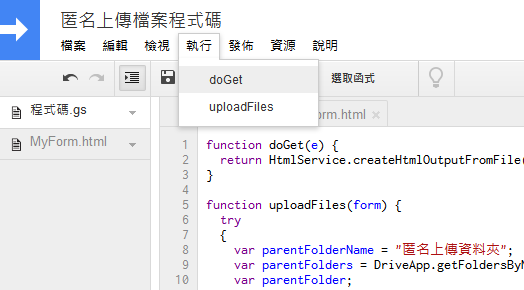 匿名上傳檔案程式碼
檔案 編輯 檢視 執行 發佈 資源 說明
doGet
uploadFiles
選取函式
程式碼.gs
MyForm.html
rm.html ×
1 function doGet(e) {
2 return HtmlService.createHtmlOutputFromFile(
3 }
4
5 function uploadFiles(form) {
6 try
7 {
8 var parentFolderName = "匿名上傳資料夾";
9 var parentFolders = DriveApp.getFoldersByN
10 var parentFolder;